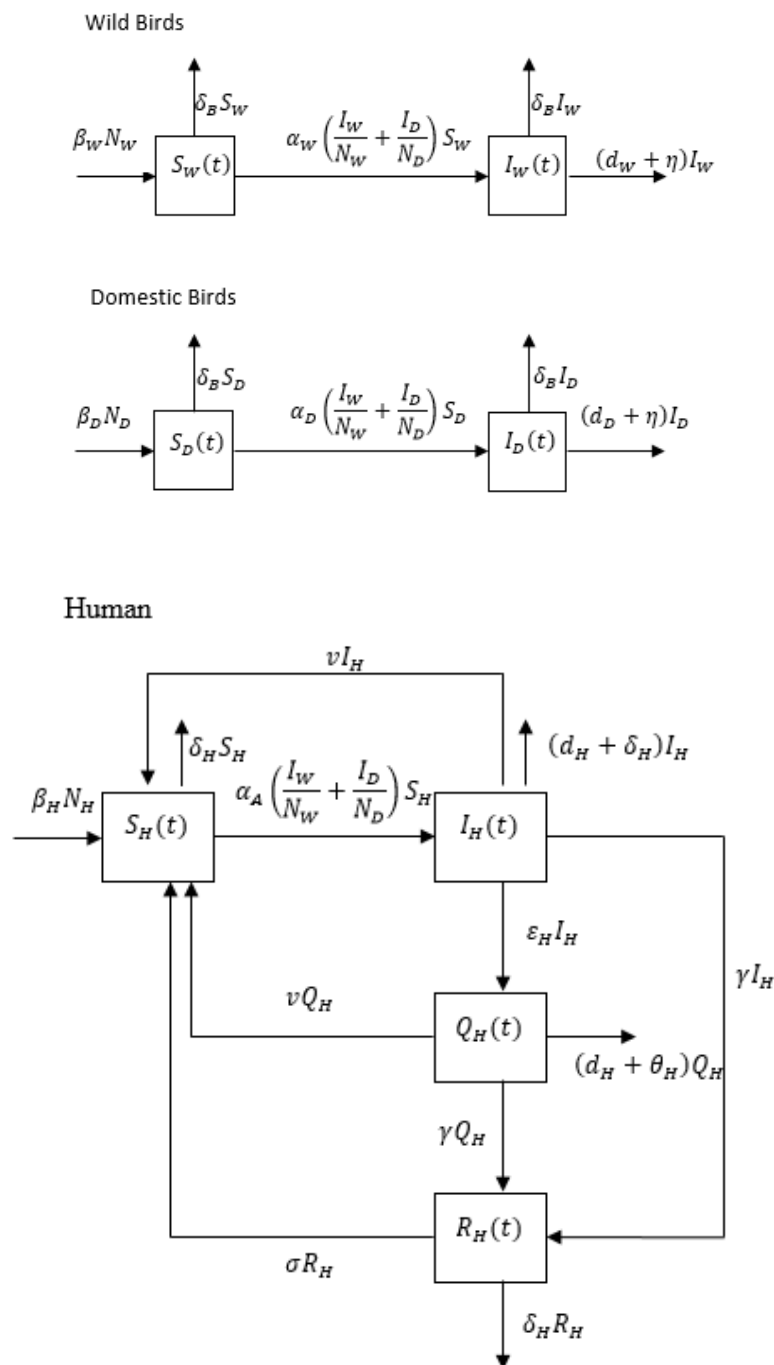 Wild Birds
δ_B S_W
δ_B I_W
β_W N_W
α_W (I_W/N_W + I_D/N_D) S_W
S_W(t)
I_W(t)
(d_W + η)I_W
Domestic Birds
δ_B S_D
δ_B I_D
β_D N_D
α_D (I_W/N_W + I_D/N_D) S_D
S_D(t)
I_D(t)
(d_D + η)I_D
Human
vI_H
δ_H S_H
(d_H + δ_H)I_H
β_H N_H
α_A (I_W/N_W + I_D/N_D) S_H
S_H(t)
I_H(t)
ε_H I_H
γI_H
vQ_H
Q_H(t)
(d_H + θ_H)Q_H
γQ_H
R_H(t)
σR_H
δ_H R_H